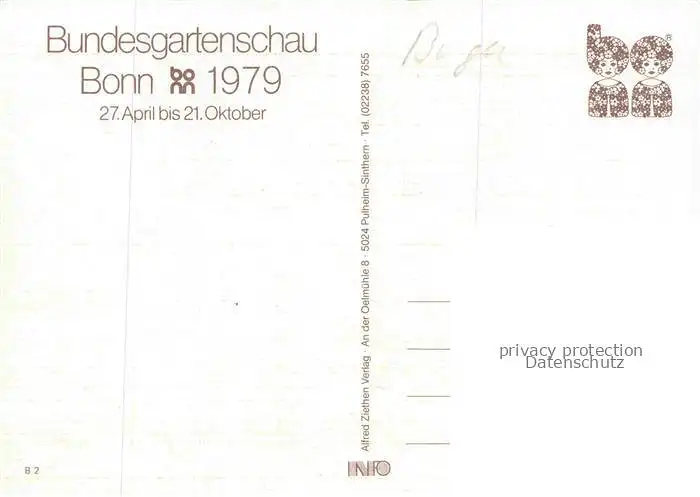 Bundesgartenschau
Bonn bonn 1979
27. April bis 21. Oktober
Alfred Ziethen Verlag · An der Oelmühle 8 · 5024 Pulheim-Sinthern · Tel. (02238) 7655
®
privacy protection
Datenschutz
B 2
INFO